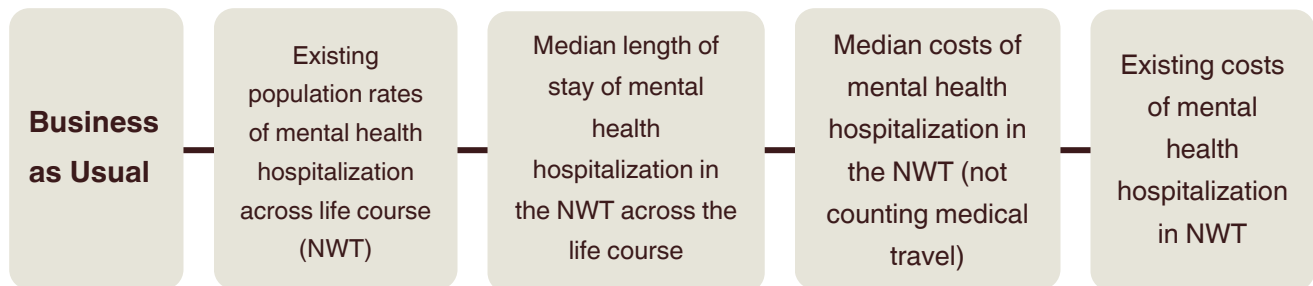 Business
as Usual
Existing
population rates
of mental health
hospitalization
across life course
(NWT)
Median length of
stay of mental
health
hospitalization in
the NWT across the
life course
Median costs of
mental health
hospitalization in
the NWT (not
counting medical
travel)
Existing costs
of mental
health
hospitalization
in NWT